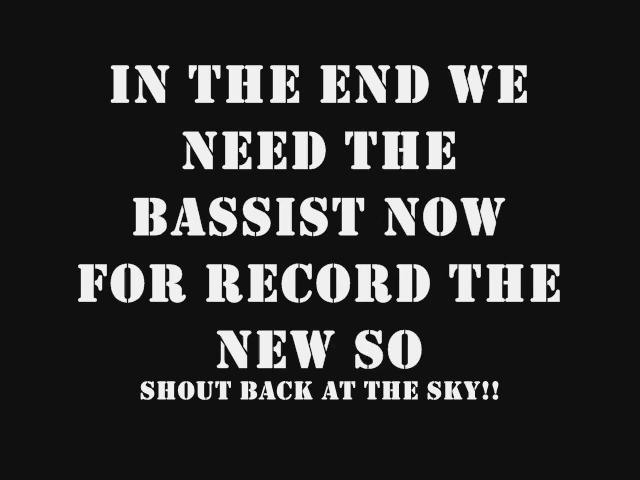 IN THE END WE
NEED THE
BASSIST NOW
FOR RECORD THE
NEW SO
SHOUT BACK AT THE SKY!!